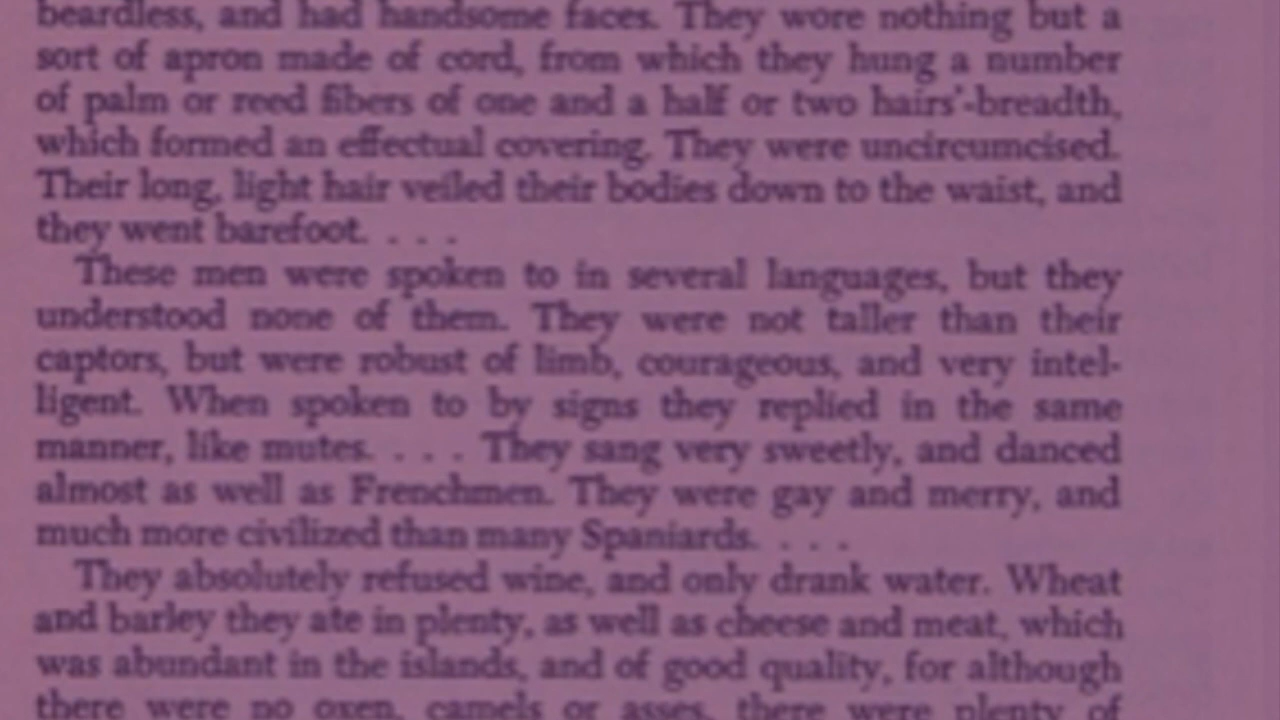 beardless, and had handsome faces. They wore nothing but a
sort of apron made of cord, from which they hung a number
of palm or reed fibers of one and a half or two hairs'-breadth,
which formed an effectual covering. They were uncircumcised.
Their long, light hair veiled their bodies down to the waist, and
they went barefoot. . . .
These men were spoken to in several languages, but they
understood none of them. They were not taller than their
captors, but were robust of limb, courageous, and very intel-
ligent. When spoken to by signs they replied in the same
manner, like mutes. . . . They sang very sweetly, and danced
almost as well as Frenchmen. They were gay and merry, and
much more civilized than many Spaniards. . . .
They absolutely refused wine, and only drank water. Wheat
and barley they ate in plenty, as well as cheese and meat, which
was abundant in the islands, and of good quality, for although
there were no oxen, camels or asses, there were plenty of